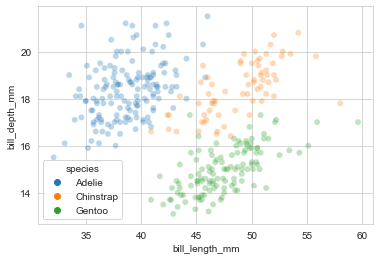 20
18
16
14
bill_depth_mm
species
Adelie
Chinstrap
Gentoo
35 40 45 50 55 60
bill_length_mm